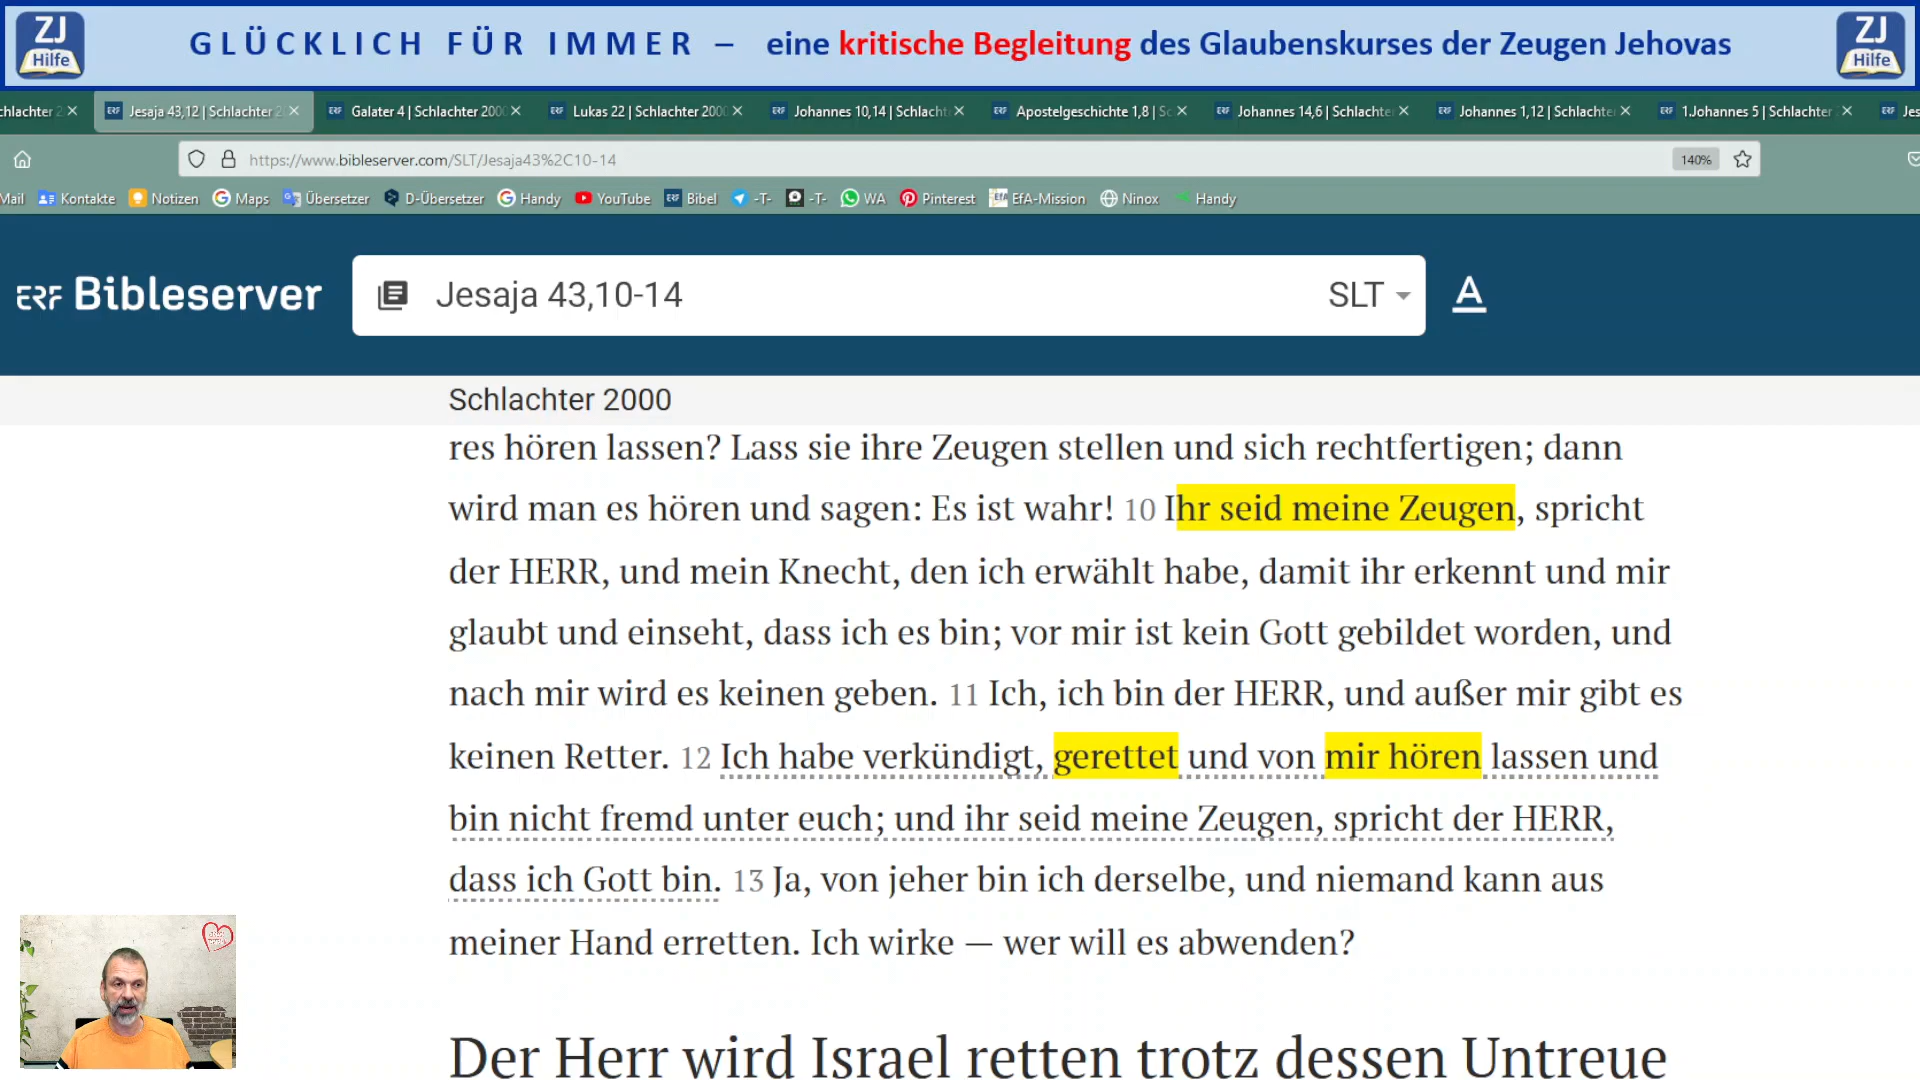 ZJ Hilfe
GLÜCKLICH FÜR IMMER – eine kritische Begleitung des Glaubenskurses der Zeugen Jehovas
ZJ Hilfe
chlachter 2 Jesaja 43,12 | Schlachter 2 Galater 4 | Schlachter 2000 Lukas 22 | Schlachter 2000 Johannes 10,14 | Schlacht Apostelgeschichte 1,8 | Sc Johannes 14,6 | Schlachte Johannes 1,12 | Schlachte 1.Johannes 5 | Schlachter Jes
https://www.bibleserver.com/SLT/Jesaja43%2C10-14 140%
Mail Kontakte Notizen Maps Übersetzer D-Übersetzer Handy YouTube Bibel -T- -T- WA Pinterest EfA-Mission Ninox Handy
ERF Bibleserver Jesaja 43,10-14 SLT A
Schlachter 2000
res hören lassen? Lass sie ihre Zeugen stellen und sich rechtfertigen; dann
wird man es hören und sagen: Es ist wahr! 10 Ihr seid meine Zeugen, spricht
der HERR, und mein Knecht, den ich erwählt habe, damit ihr erkennt und mir
glaubt und einseht, dass ich es bin; vor mir ist kein Gott gebildet worden, und
nach mir wird es keinen geben. 11 Ich, ich bin der HERR, und außer mir gibt es
keinen Retter. 12 Ich habe verkündigt, gerettet und von mir hören lassen und
bin nicht fremd unter euch; und ihr seid meine Zeugen, spricht der HERR,
dass ich Gott bin. 13 Ja, von jeher bin ich derselbe, und niemand kann aus
meiner Hand erretten. Ich wirke — wer will es abwenden?
Der Herr wird Israel retten trotz dessen Untreue